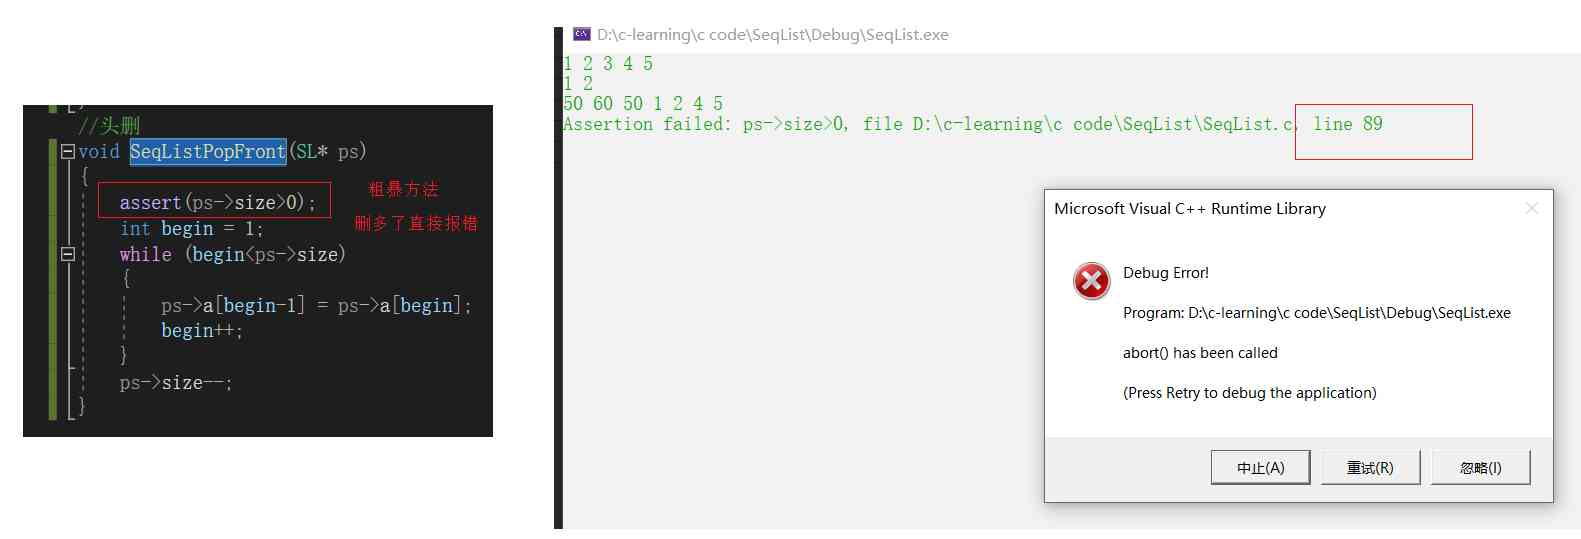 //头删
void SeqListPopFront(SL* ps)
{
assert(ps->size>0);
粗暴方法
删多了直接报错
int begin = 1;
while (begin<ps->size)
{
ps->a[begin-1] = ps->a[begin];
begin++;
}
ps->size--;
}
D:\c-learning\c code\SeqList\Debug\SeqList.exe
1 2 3 4 5
1 2
50 60 50 1 2 4 5
Assertion failed: ps->size>0, file D:\c-learning\c code\SeqList\SeqList.c, line 89
Microsoft Visual C++ Runtime Library
Debug Error!
Program: D:\c-learning\c code\SeqList\Debug\SeqList.exe
abort() has been called
(Press Retry to debug the application)
中止(A)
重试(R)
忽略(I)